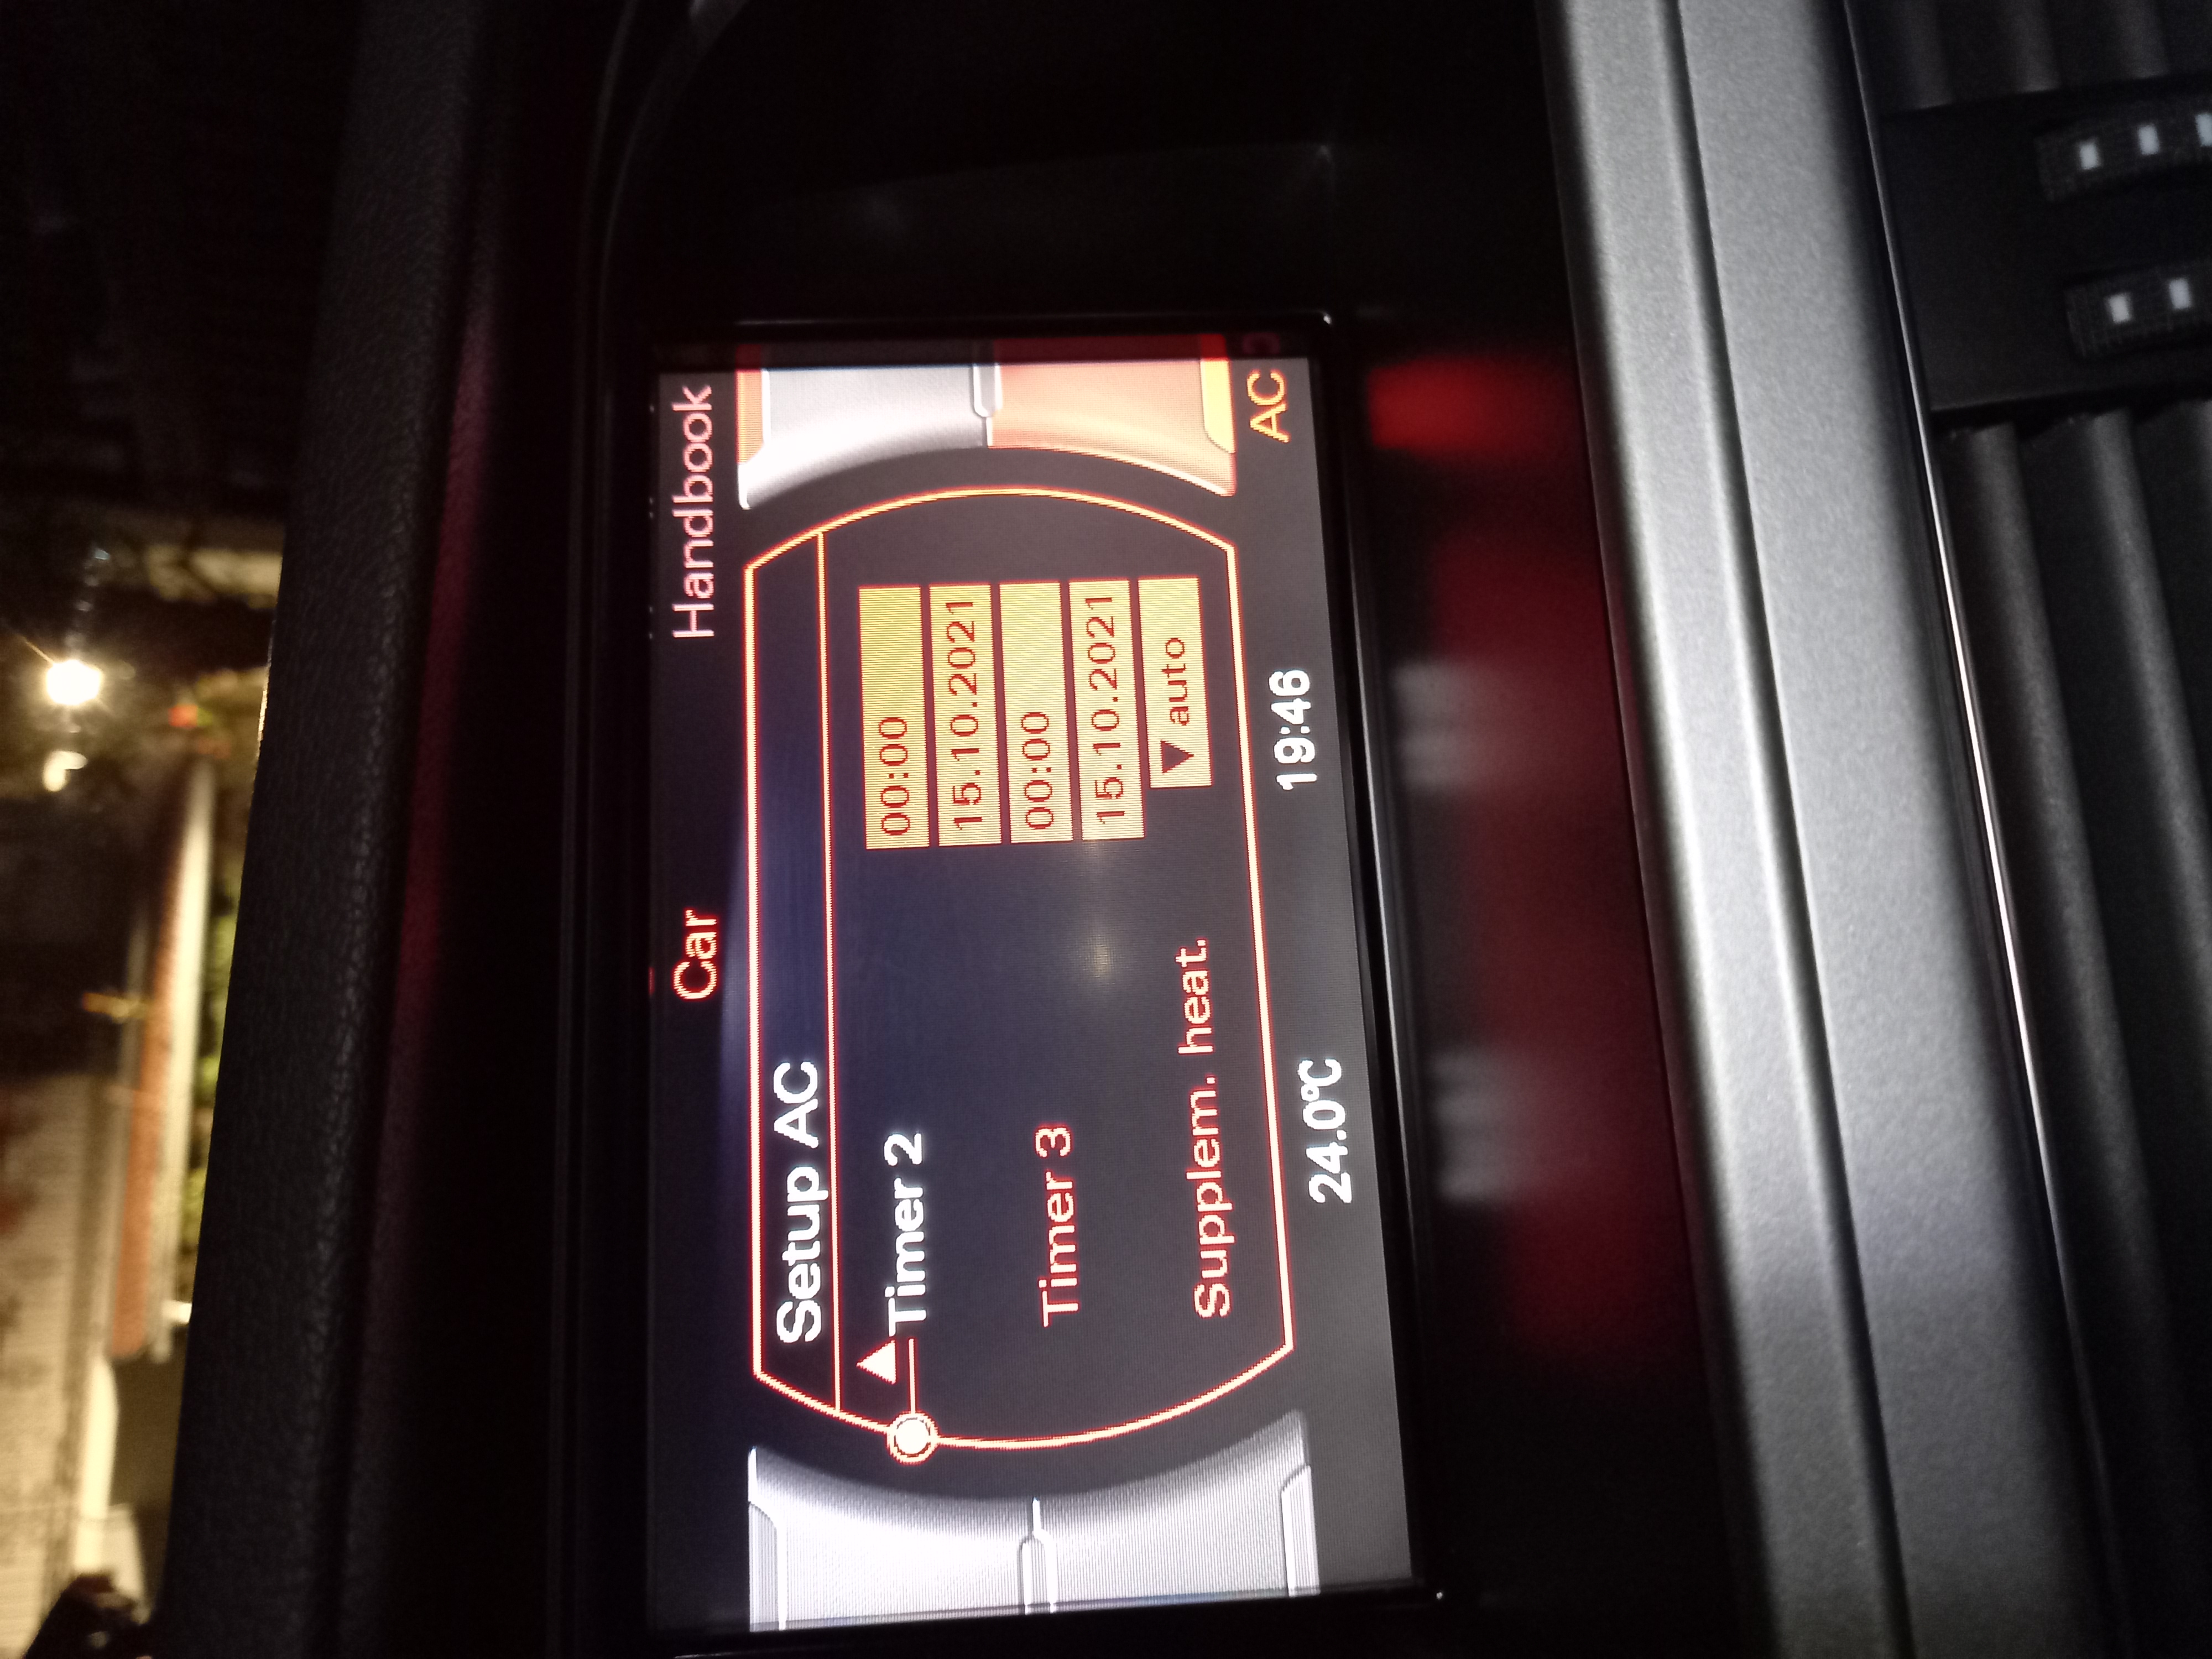 Car Handbook
Setup AC
Timer 2 00:00
15.10.2021
Timer 3 00:00
15.10.2021
Supplem. heat. auto
24.0°C 19:46 AC